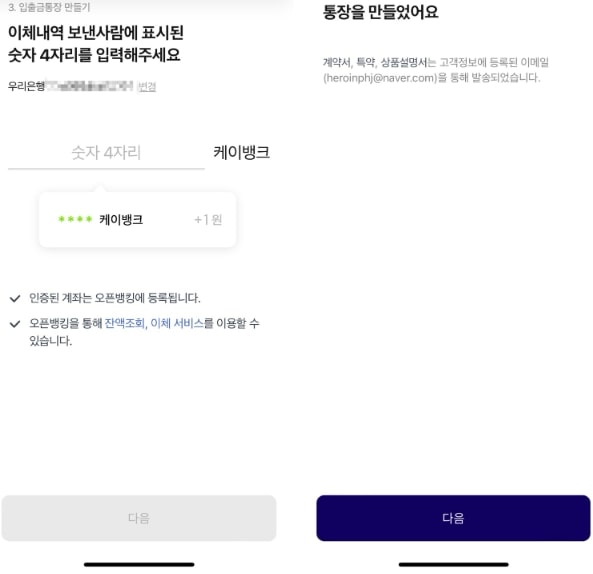 3. 입출금통장 만들기
이체내역 보낸사람에 표시된
숫자 4자리를 입력해주세요
우리은행 변경
숫자 4자리 케이뱅크
**** 케이뱅크 +1원
인증된 계좌는 오픈뱅킹에 등록됩니다.
오픈뱅킹을 통해 잔액조회, 이체 서비스를 이용할 수
있습니다.
다음
통장을 만들었어요
계약서, 특약, 상품설명서는 고객정보에 등록된 이메일
(heroinphj@naver.com)을 통해 발송되었습니다.
다음